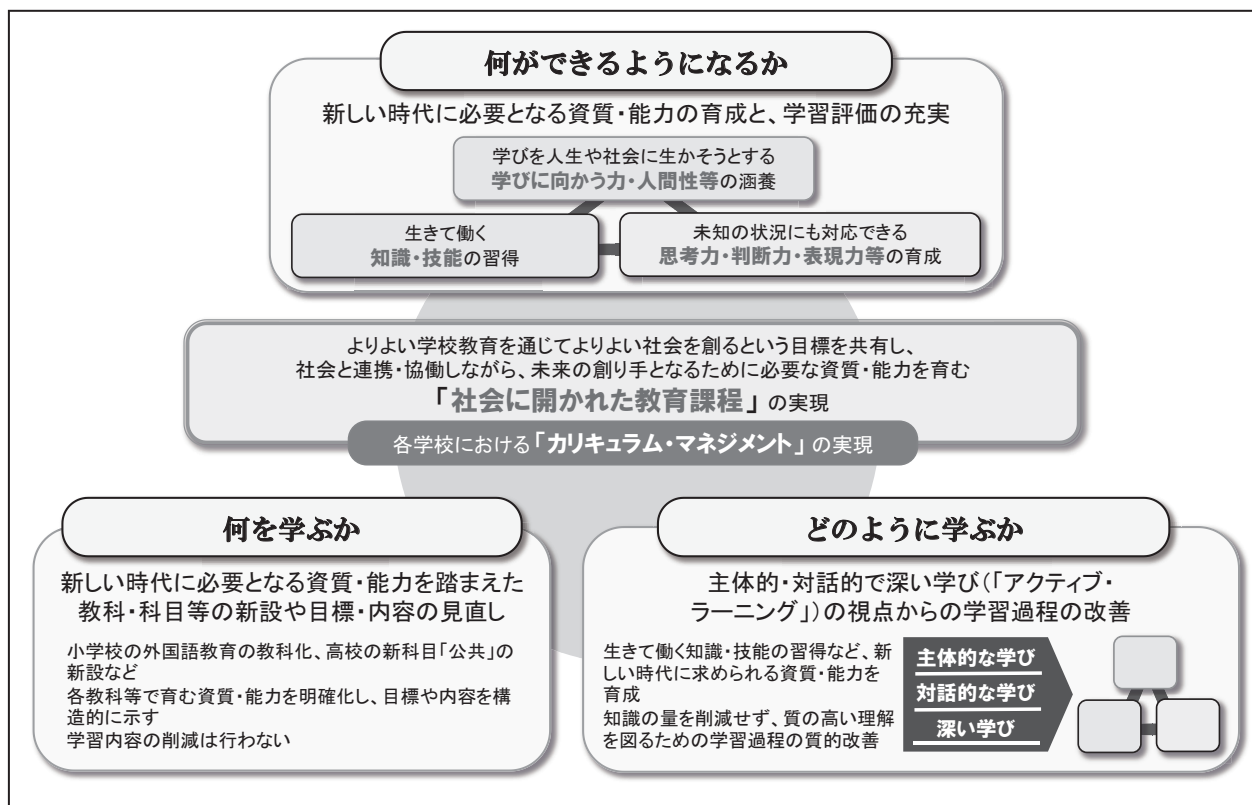 何ができるようになるか
新しい時代に必要となる資質・能力の育成と、学習評価の充実
学びを人生や社会に生かそうとする
学びに向かう力・人間性等の涵養
生きて働く
知識・技能の習得
未知の状況にも対応できる
思考力・判断力・表現力等の育成
よりよい学校教育を通じてよりよい社会を創るという目標を共有し、
社会と連携・協働しながら、未来の創り手となるために必要な資質・能力を育む
「社会に開かれた教育課程」の実現
各学校における「カリキュラム・マネジメント」の実現
何を学ぶか
新しい時代に必要となる資質・能力を踏まえた
教科・科目等の新設や目標・内容の見直し
小学校の外国語教育の教科化、高校の新科目「公共」の
新設など
各教科等で育む資質・能力を明確化し、目標や内容を構
造的に示す
学習内容の削減は行わない
どのように学ぶか
主体的・対話的で深い学び（「アクティブ・
ラーニング」）の視点からの学習過程の改善
生きて働く知識・技能の習得など、新
しい時代に求められる資質・能力を
育成
知識の量を削減せず、質の高い理解
を図るための学習過程の質的改善
主体的な学び
対話的な学び
深い学び